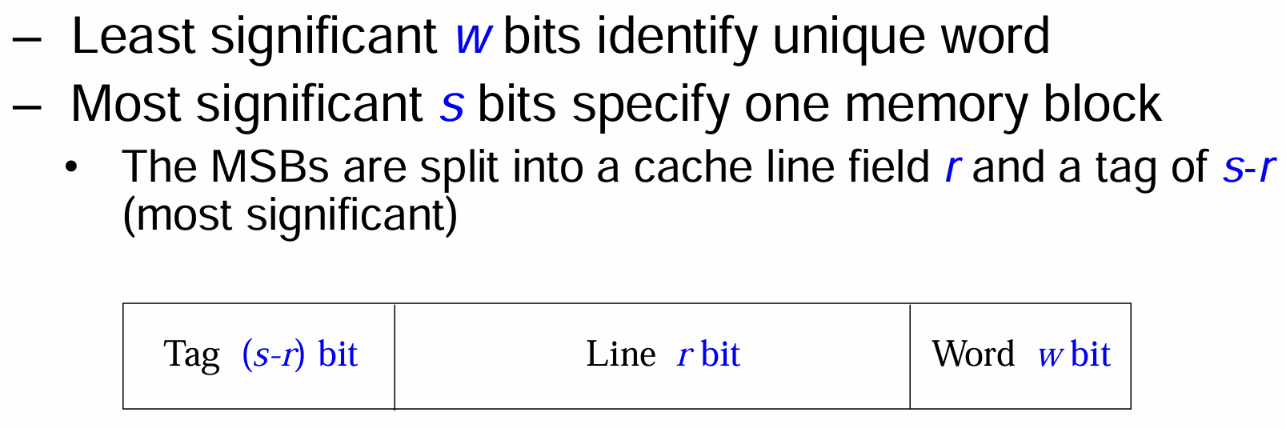 – Least significant w bits identify unique word
– Most significant s bits specify one memory block
• The MSBs are split into a cache line field r and a tag of s-r
(most significant)
Tag (s-r) bit Line r bit Word w bit